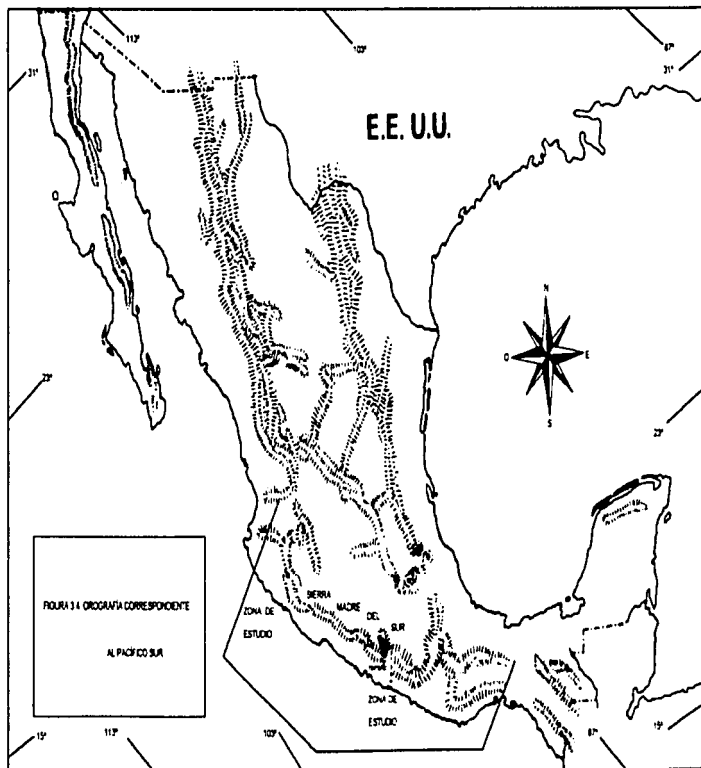 113°
103°
87°
31°
31°
E.E. U.U.
N
O
E
S
23°
23°
FIGURA 3.4. OROGRAFÍA CORRESPONDIENTE
AL PACÍFICO SUR
SIERRA
MADRE
DEL
SUR
ZONA DE
ESTUDIO
ZONA DE
ESTUDIO
15°
113°
103°
87°
15°